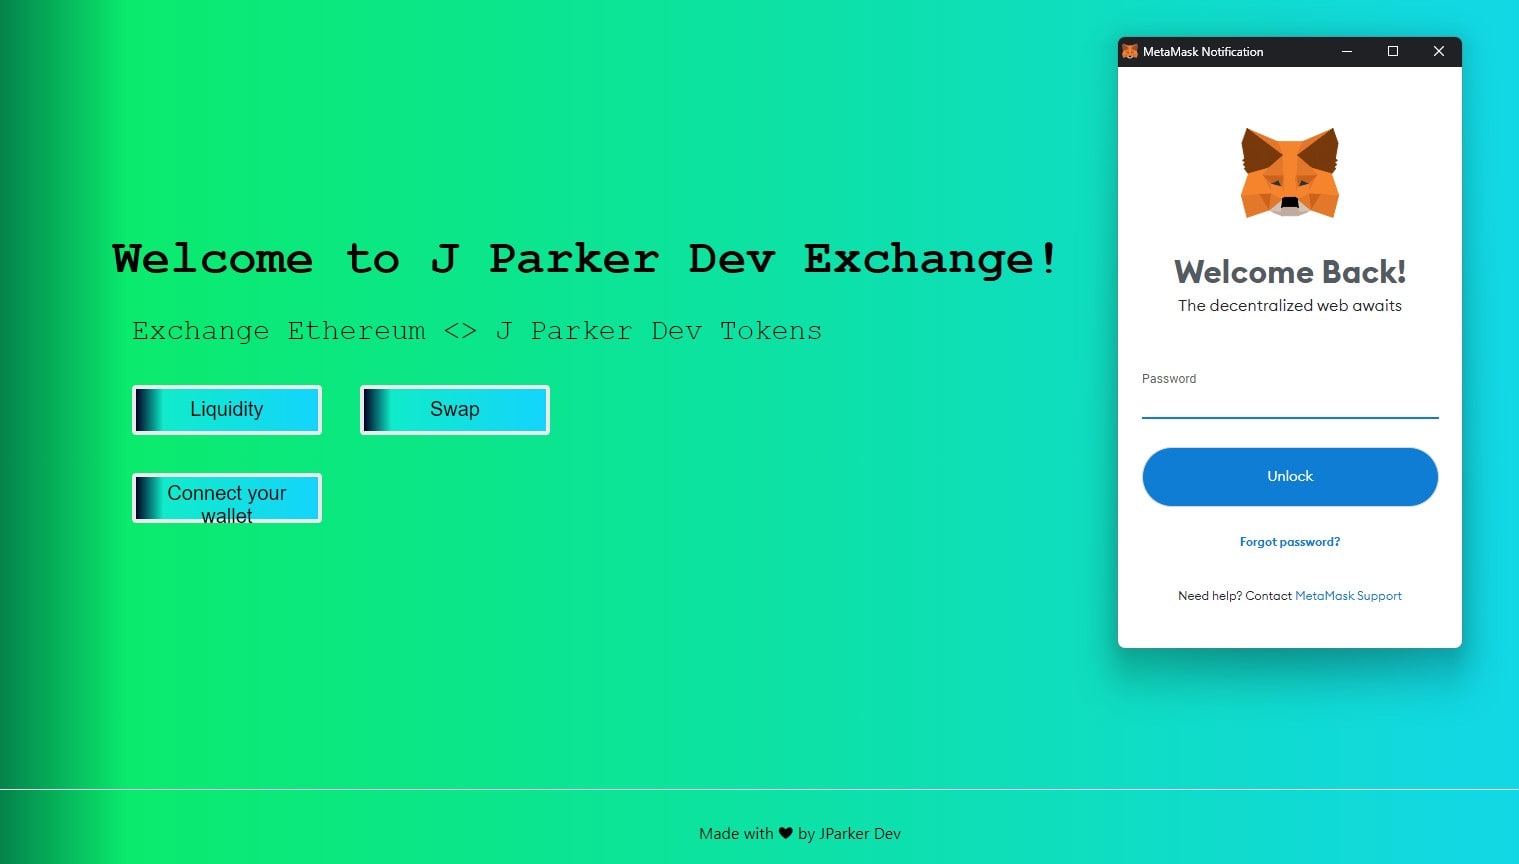 Welcome to J Parker Dev Exchange!
Exchange Ethereum <> J Parker Dev Tokens
Liquidity
Swap
Connect your
wallet
MetaMask Notification
Welcome Back!
The decentralized web awaits
Password
Unlock
Forgot password?
Need help? Contact MetaMask Support
Made with ❤ by JParker Dev